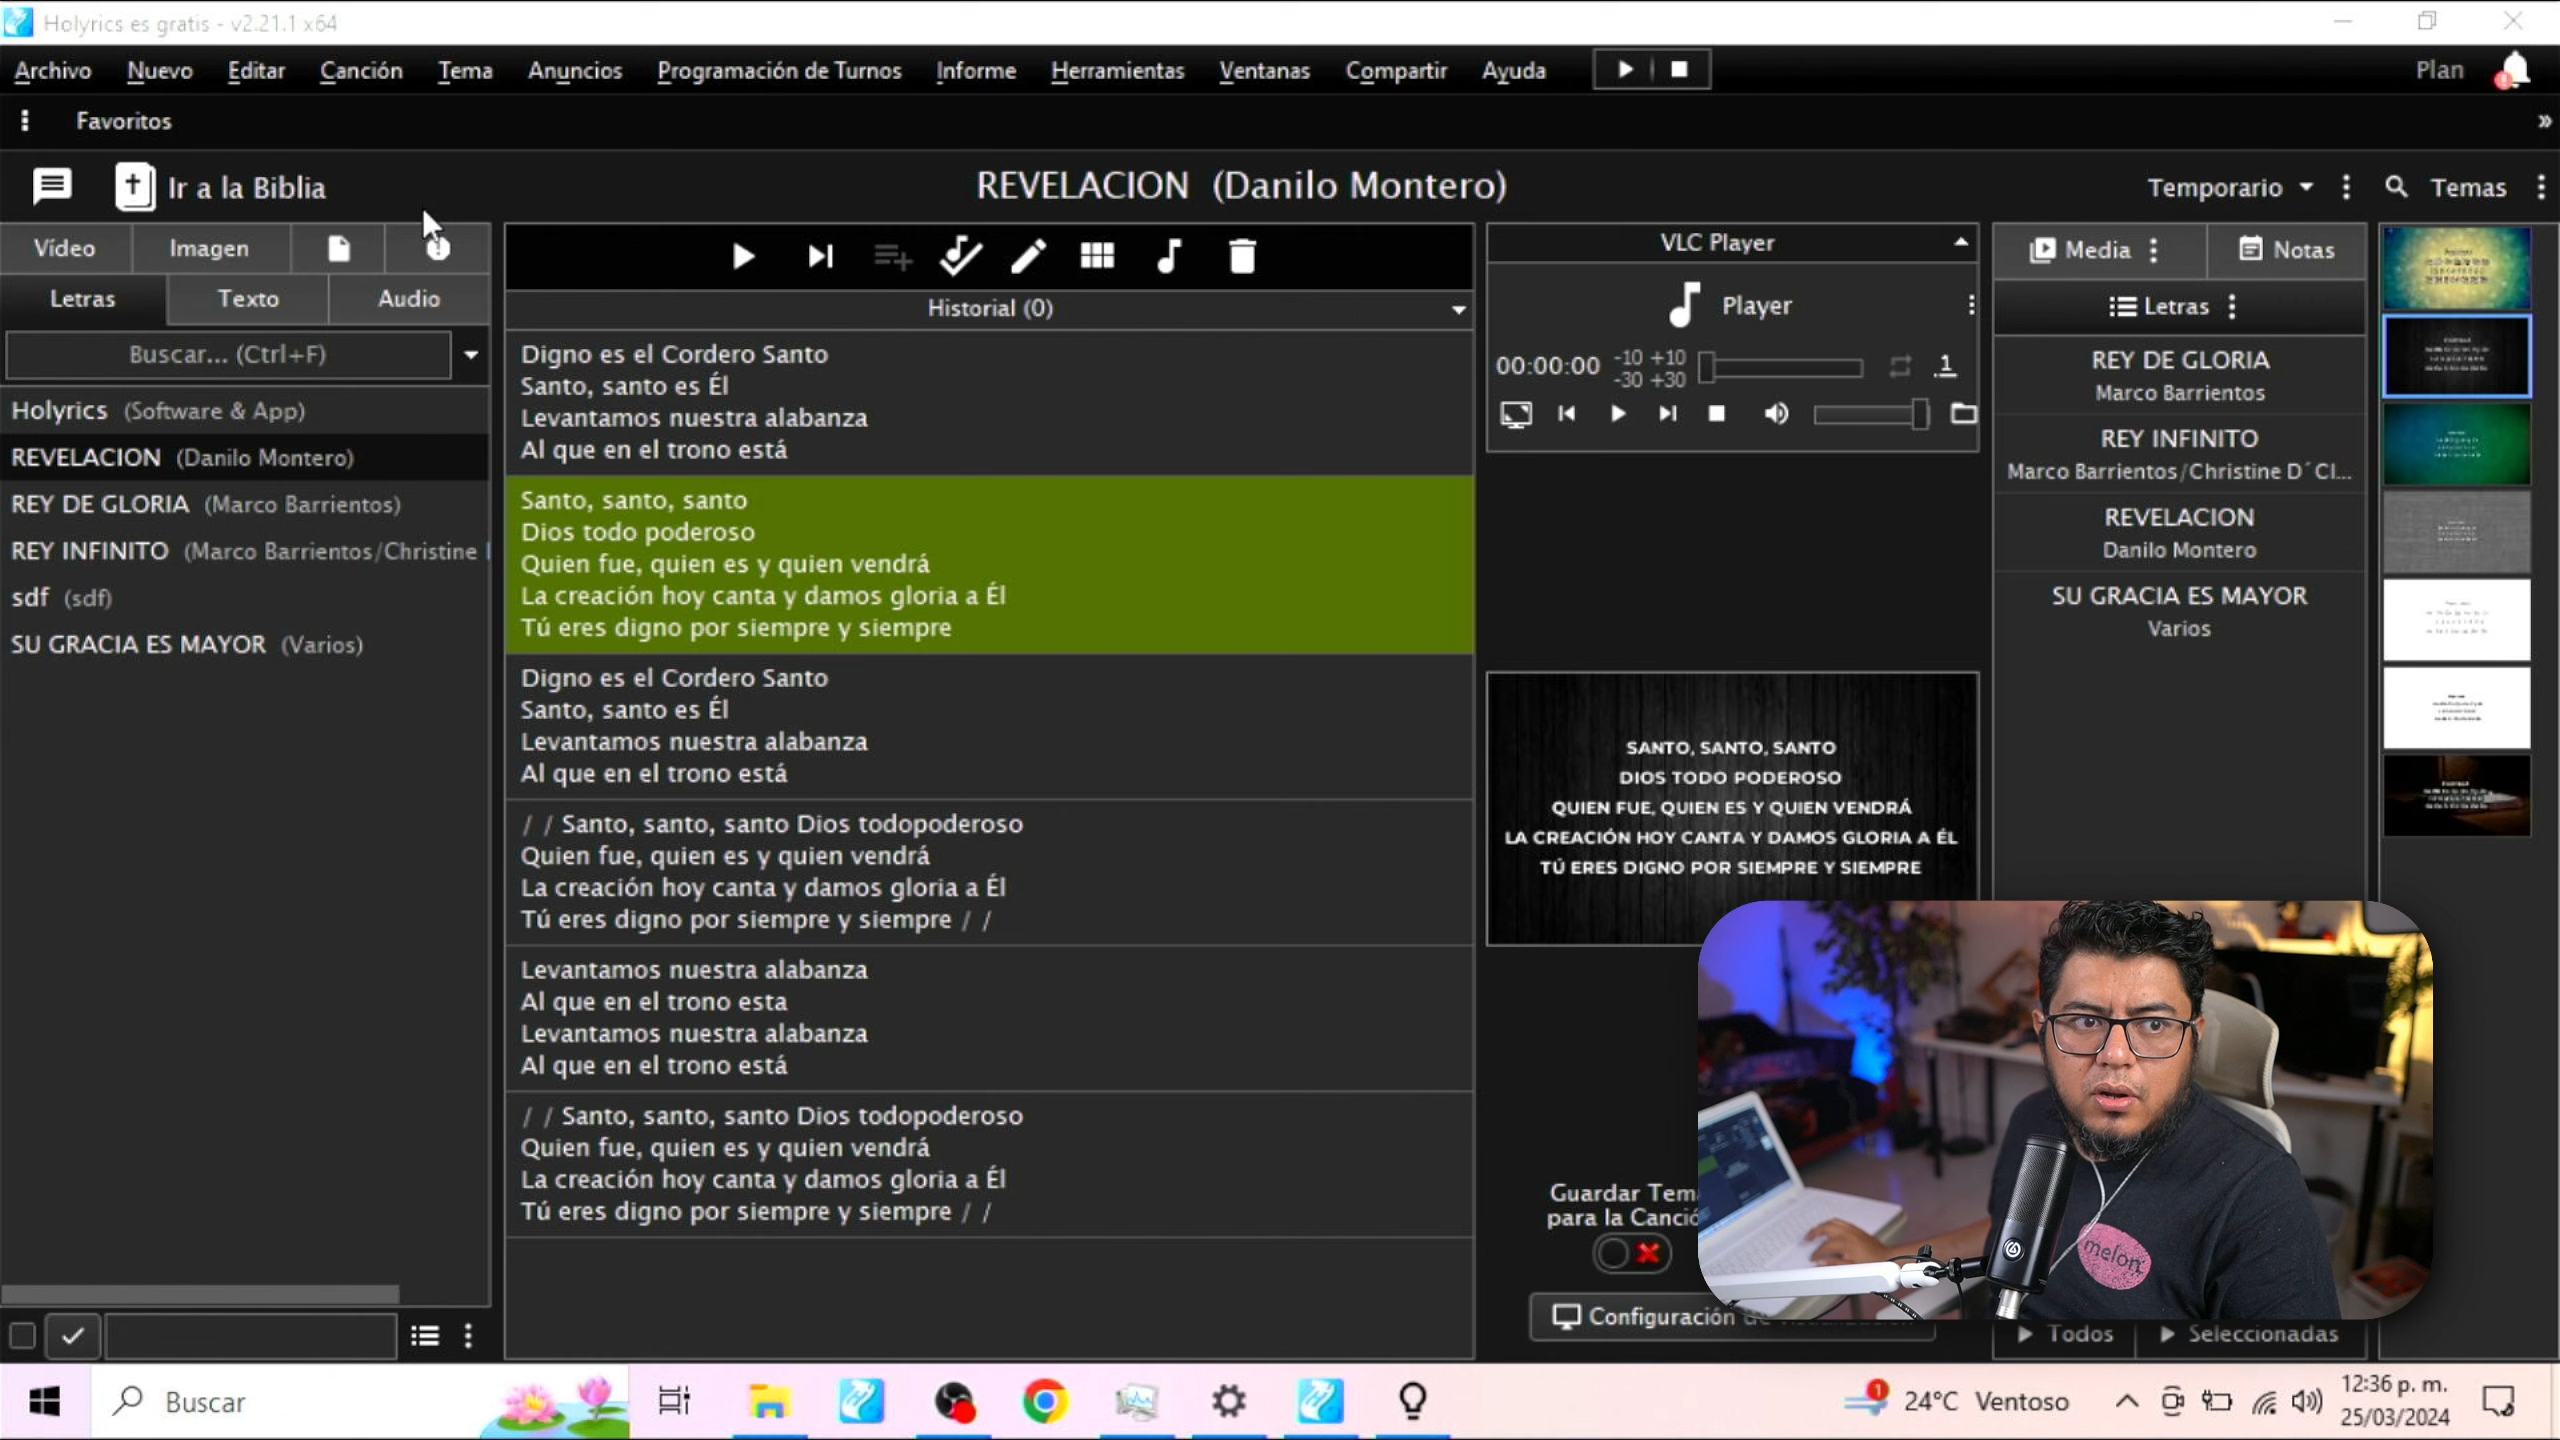 Holyrics es gratis - v2.21.1 x64
Archivo Nuevo Editar Canción Tema Anuncios Programación de Turnos Informe Herramientas Ventanas Compartir Ayuda Plan
Favoritos
Ir a la Biblia
REVELACION (Danilo Montero)
Temporario
Temas
Vídeo Imagen
Letras Texto Audio
Buscar... (Ctrl+F)
Holyrics (Software & App)
REVELACION (Danilo Montero)
REY DE GLORIA (Marco Barrientos)
REY INFINITO (Marco Barrientos/Christine
sdf (sdf)
SU GRACIA ES MAYOR (Varios)
Historial (0)
Digno es el Cordero Santo
Santo, santo es Él
Levantamos nuestra alabanza
Al que en el trono está
Santo, santo, santo
Dios todo poderoso
Quien fue, quien es y quien vendrá
La creación hoy canta y damos gloria a Él
Tú eres digno por siempre y siempre
Digno es el Cordero Santo
Santo, santo es Él
Levantamos nuestra alabanza
Al que en el trono está
/ / Santo, santo, santo Dios todopoderoso
Quien fue, quien es y quien vendrá
La creación hoy canta y damos gloria a Él
Tú eres digno por siempre y siempre / /
Levantamos nuestra alabanza
Al que en el trono esta
Levantamos nuestra alabanza
Al que en el trono está
/ / Santo, santo, santo Dios todopoderoso
Quien fue, quien es y quien vendrá
La creación hoy canta y damos gloria a Él
Tú eres digno por siempre y siempre / /
VLC Player
Player
00:00:00 -10 +10
-30 +30
1
SANTO, SANTO, SANTO
DIOS TODO PODEROSO
QUIEN FUE, QUIEN ES Y QUIEN VENDRÁ
LA CREACIÓN HOY CANTA Y DAMOS GLORIA A ÉL
TÚ ERES DIGNO POR SIEMPRE Y SIEMPRE
Guardar Tem
para la Canció
Configuración
Media Notas
Letras
REY DE GLORIA
Marco Barrientos
REY INFINITO
Marco Barrientos/Christine D´Cl...
REVELACION
Danilo Montero
SU GRACIA ES MAYOR
Varios
melon
Todos Seleccionadas
Buscar
1
24°C Ventoso
12:36 p. m.
25/03/2024